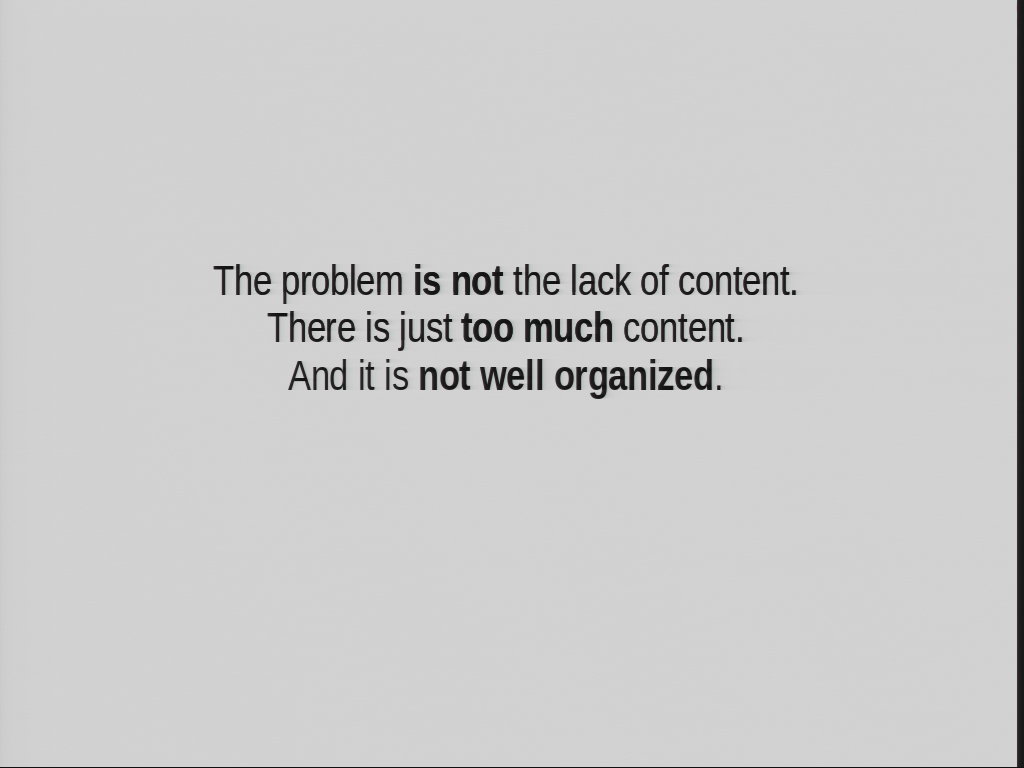 The problem is not the lack of content.
There is just too much content.
And it is not well organized.